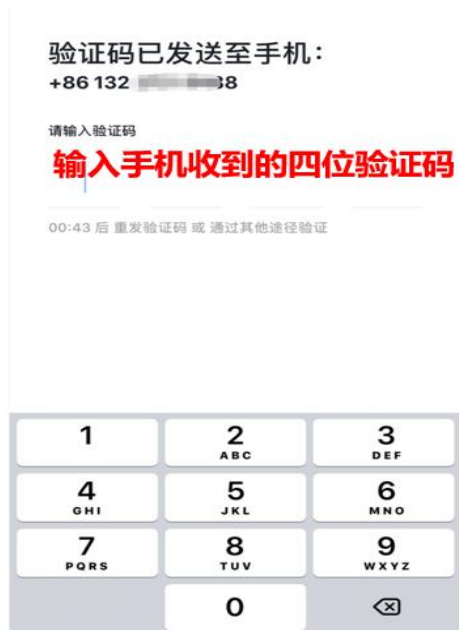 验证码已发送至手机：
+86 132 38
请输入验证码
输入手机收到的四位验证码
00:43 后 重发验证码 或 通过其他途径验证
1 2 3
ABC DEF
4 5 6
GHI JKL MNO
7 8 9
PQRS TUV WXYZ
0